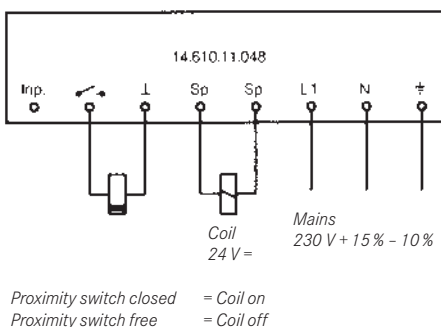 14.610.11.048
Inp. ⊥ Sp Sp L1 N ⏚
Coil
24 V =
Mains
230 V + 15 % – 10 %
Proximity switch closed = Coil on
Proximity switch free = Coil off